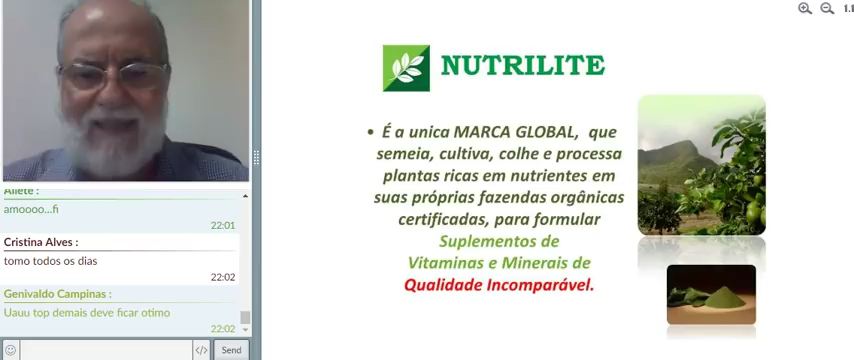 Aliete :
amoooo...fi
22:01
Cristina Alves :
tomo todos os dias
22:02
Genivaldo Campinas :
Uauu top demais deve ficar otimo
22:02
</>
Send
1.1
NUTRILITE
• É a unica MARCA GLOBAL, que
semeia, cultiva, colhe e processa
plantas ricas em nutrientes em
suas próprias fazendas orgânicas
certificadas, para formular
Suplementos de
Vitaminas e Minerais de
Qualidade Incomparável.